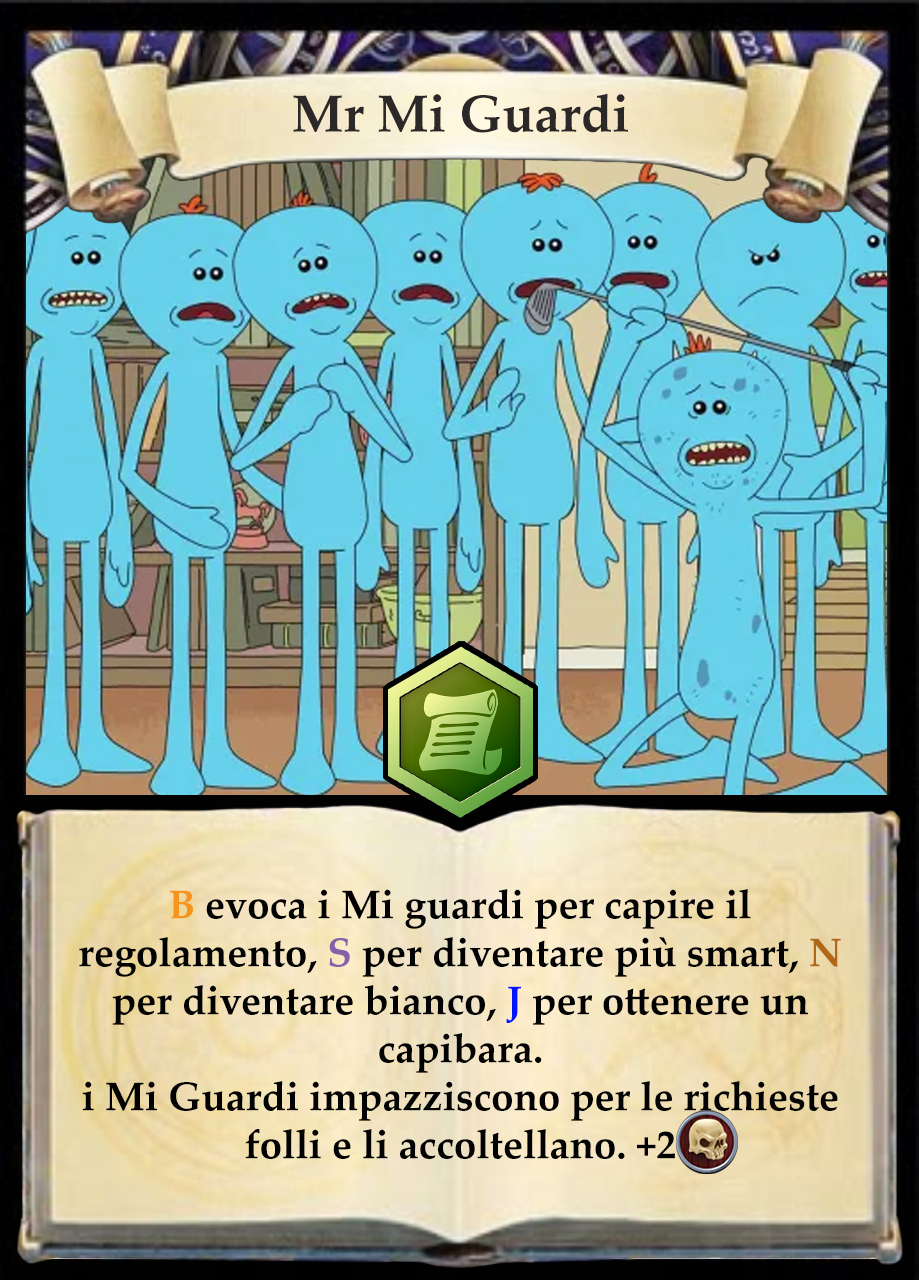 Mr Mi Guardi
B evoca i Mi guardi per capire il
regolamento, S per diventare più smart, N
per diventare bianco, J per ottenere un
capibara.
i Mi Guardi impazziscono per le richieste
folli e li accoltellano. +2